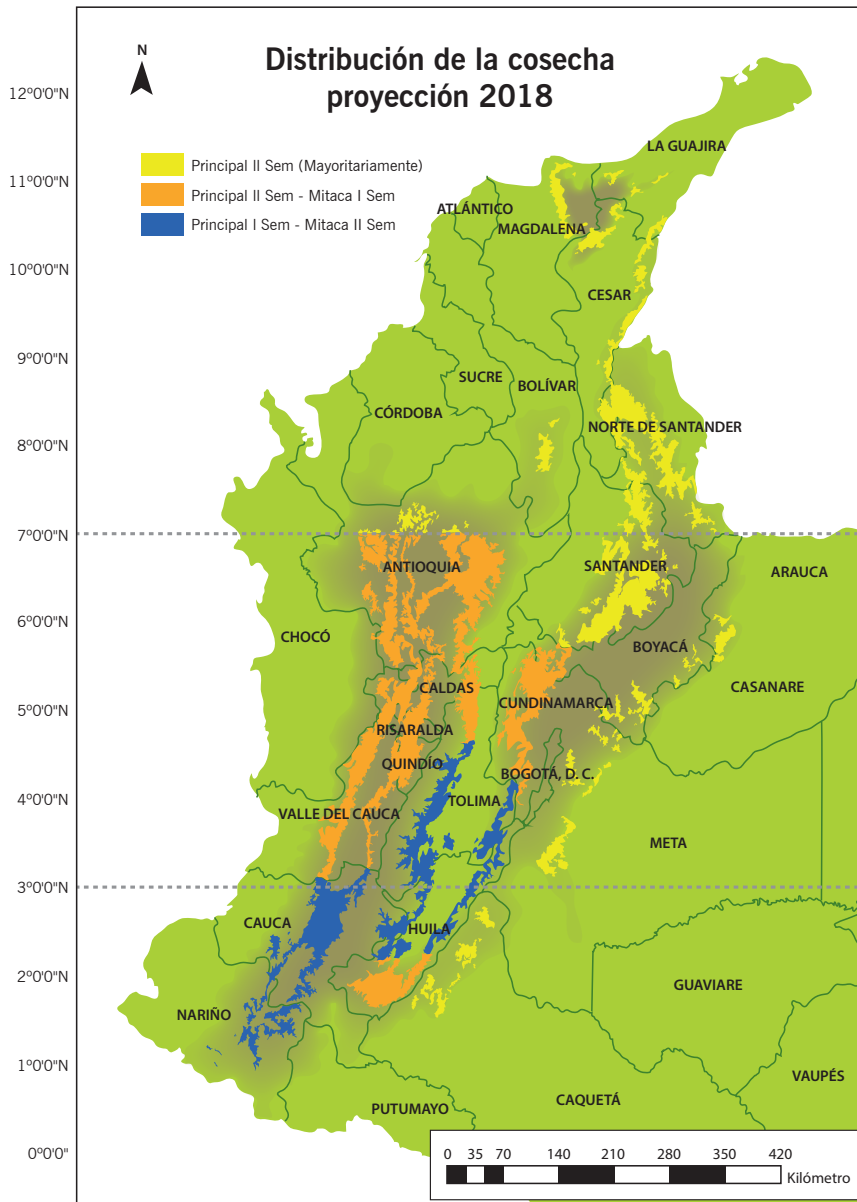 N
Distribución de la cosecha
proyección 2018
Principal II Sem (Mayoritariamente)
Principal II Sem - Mitaca I Sem
Principal I Sem - Mitaca II Sem
12º0'0"N
11º0'0"N
10º0'0"N
9º0'0"N
8º0'0"N
7º0'0"N
6º0'0"N
5º0'0"N
4º0'0"N
3º0'0"N
2º0'0"N
1º0'0"N
0º0'0"
LA GUAJIRA
ATLÁNTICO
MAGDALENA
CESAR
SUCRE
BOLÍVAR
CÓRDOBA
NORTE DE SANTANDER
ANTIOQUIA
SANTANDER
ARAUCA
CHOCÓ
BOYACÁ
CALDAS
CASANARE
CUNDINAMARCA
RISARALDA
QUINDÍO
BOGOTÁ, D. C.
TOLIMA
VALLE DEL CAUCA
META
CAUCA
HUILA
GUAVIARE
NARIÑO
VAUPÉS
CAQUETÁ
PUTUMAYO
0 35 70 140 210 280 350 420
Kilómetro